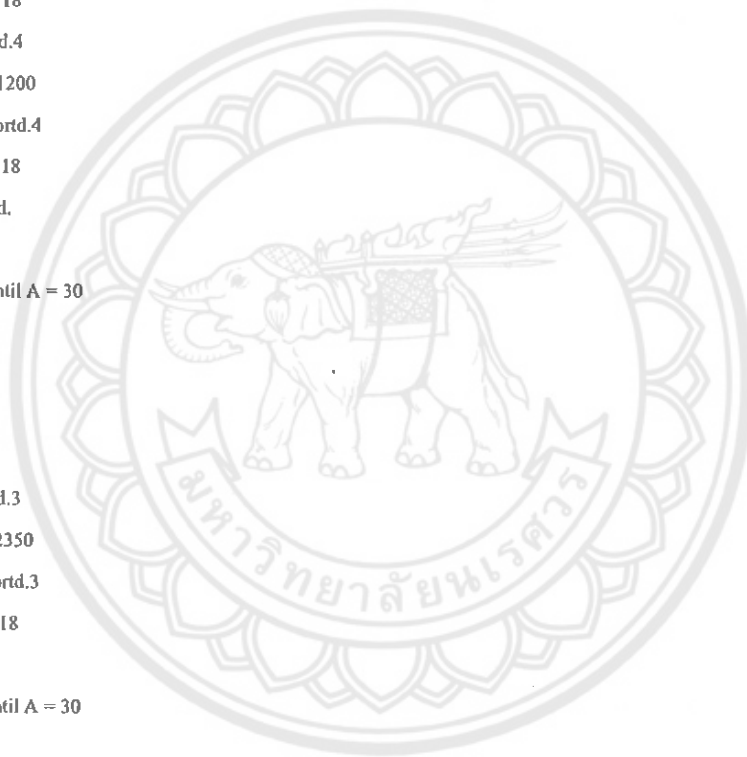 18
d.4
1200
ortd.4
18
d.
ntil A = 30
d.3
2350
ortd.3
18
ntil A = 30
มหาวิทยาลัยนเรศวร